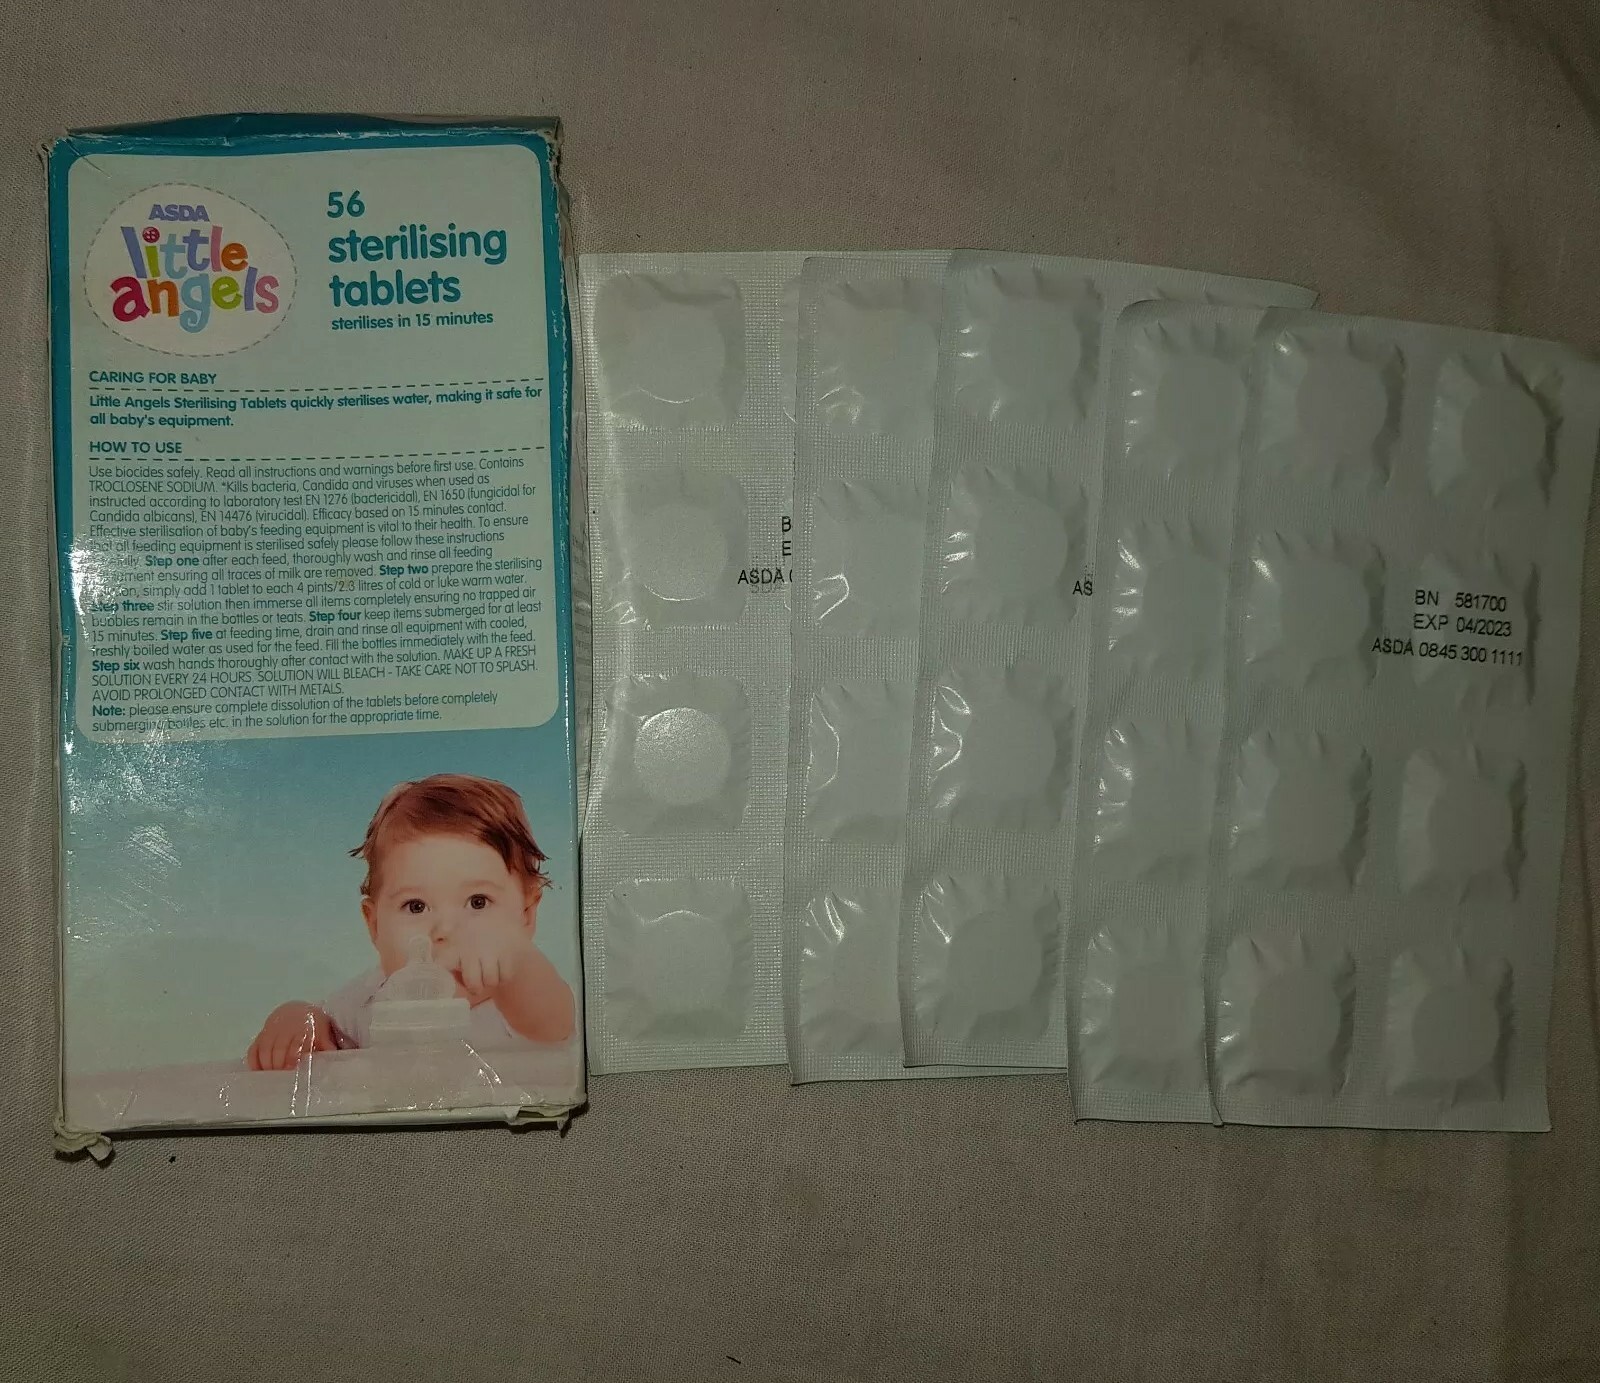 ASDA
little
angels
56
sterilising
tablets
sterilises in 15 minutes
CARING FOR BABY
Little Angels Sterilising Tablets quickly sterilises water, making it safe for
all baby's equipment.
HOW TO USE
Use biocides safely. Read all instructions and warnings before first use. Contains
TROCLOSENE SODIUM. *Kills bacteria, Candida and viruses when used as
instructed according to laboratory test EN 1276 (bactericidal), EN 1650 (fungicidal for
Candida albicans), EN 14476 (virucidal). Efficacy based on 15 minutes contact.
Effective sterilisation of baby's feeding equipment is vital to their health. To ensure
that all feeding equipment is sterilised safely please follow these instructions
Step one after each feed, thoroughly wash and rinse all feeding
ensuring all traces of milk are removed. Step two prepare the sterilising
simply add 1 tablet to each 4 pints/2.3 litres of cold or luke warm water.
Step three stir solution then immerse all items completely ensuring no trapped air
bubbles remain in the bottles or teats. Step four keep items submerged for at least
15 minutes. Step five at feeding time, drain and rinse all equipment with cooled,
freshly boiled water as used for the feed. Fill the bottles immediately with the feed.
Step six wash hands thoroughly after contact with the solution. MAKE UP A FRESH
SOLUTION EVERY 24 HOURS. SOLUTION WILL BLEACH - TAKE CARE NOT TO SPLASH.
AVOID PROLONGED CONTACT WITH METALS.
Note: please ensure complete dissolution of the tablets before completely
submerging bottles etc. in the solution for the appropriate time.
B
E
ASDA (
AS
BN 581700
EXP 04/2023
ASDA 0845 300 1111